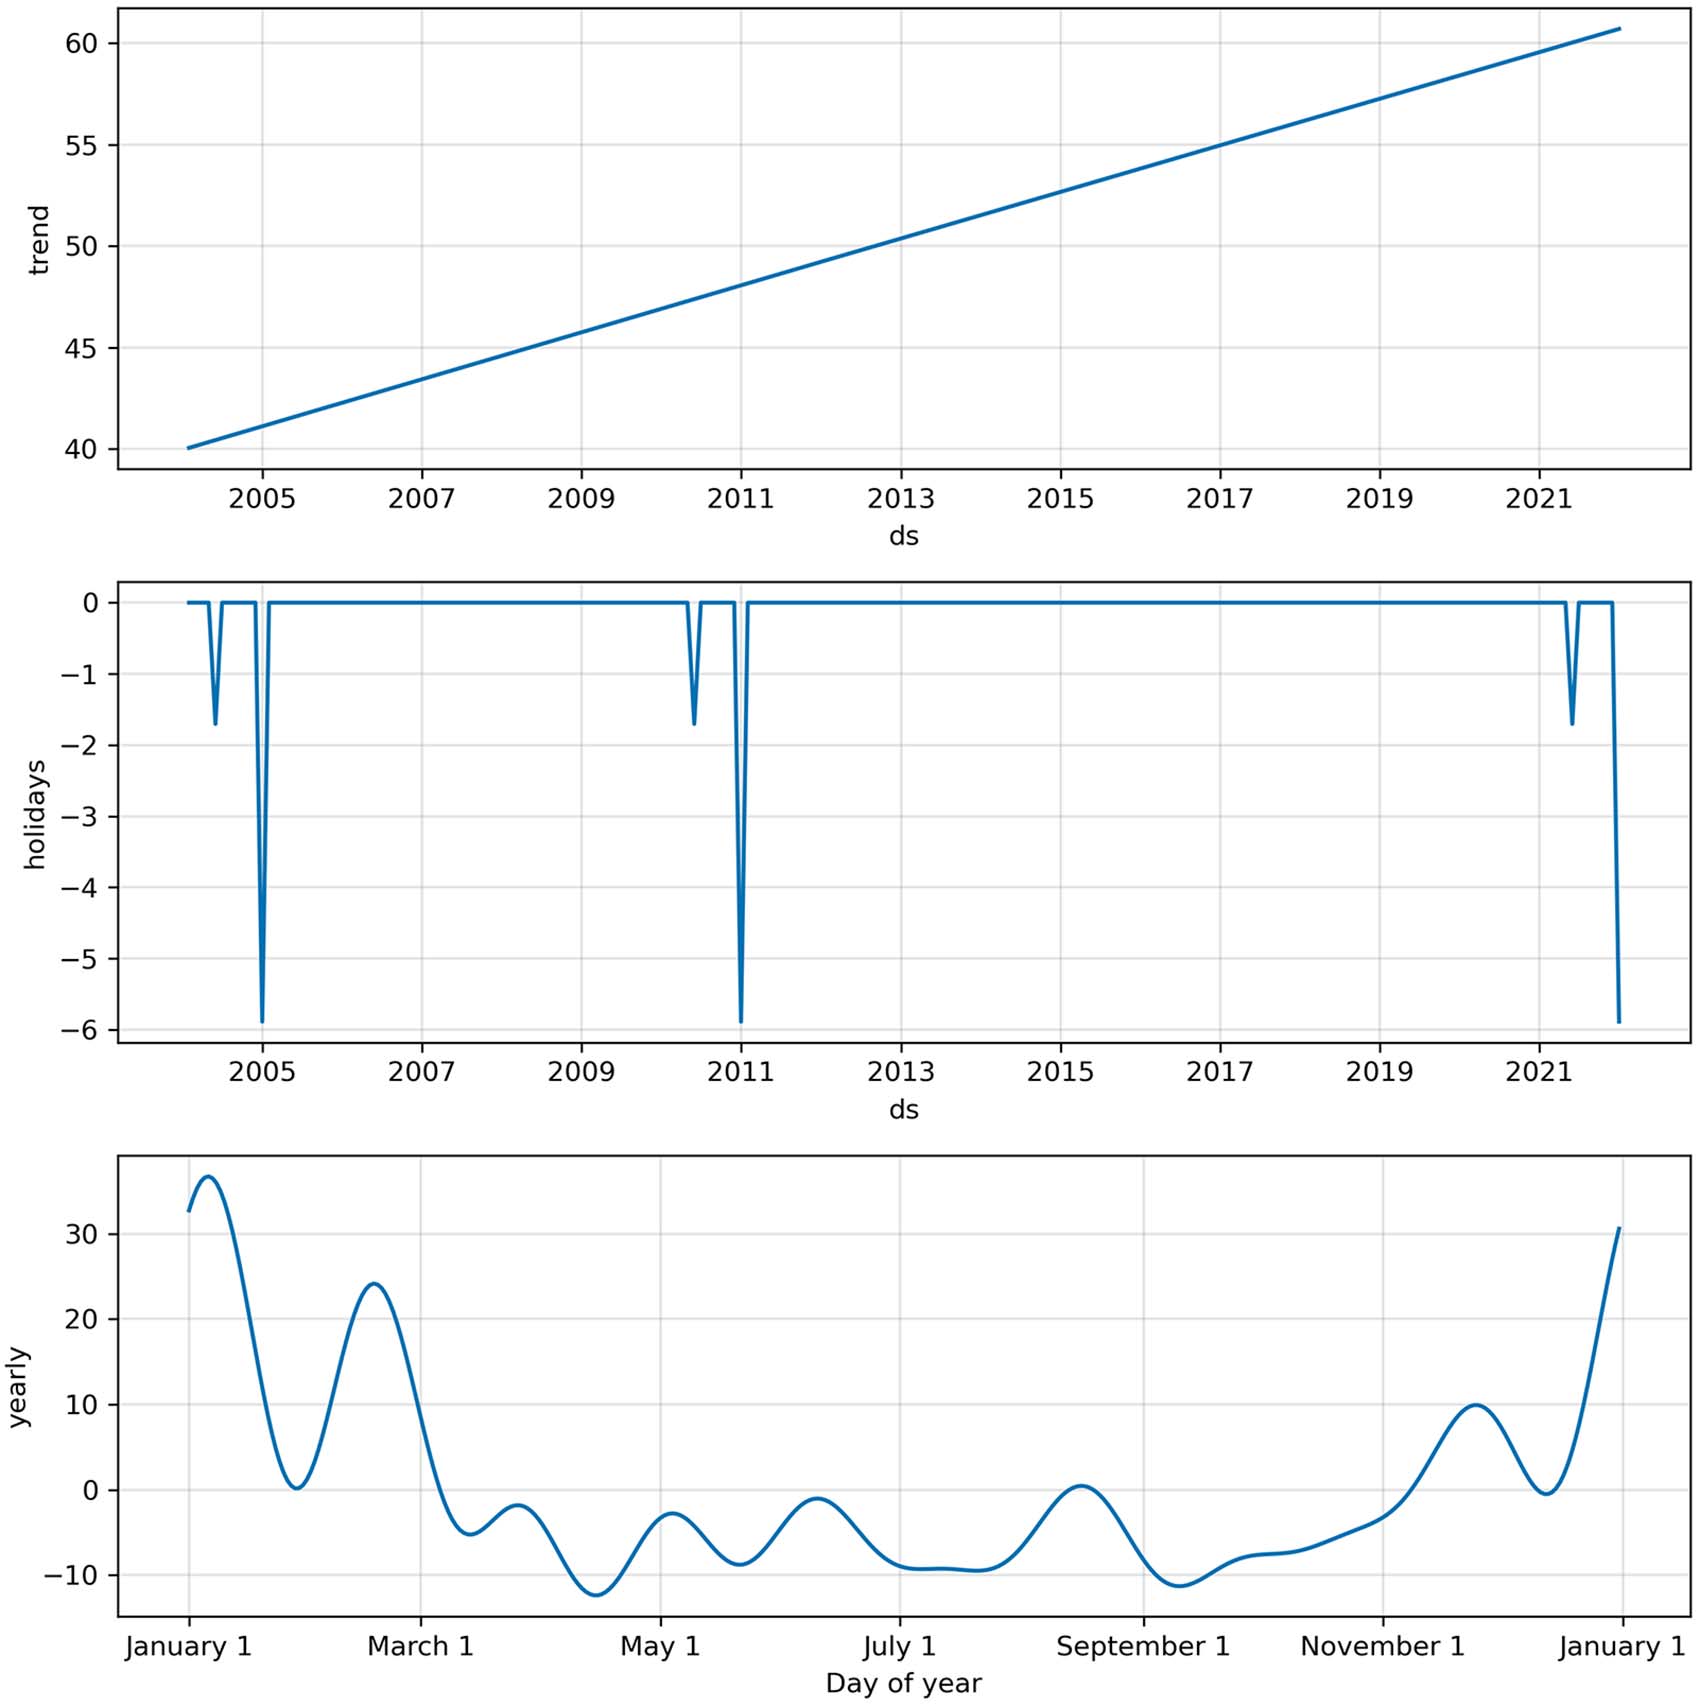 60
55
50
45
40
trend
2005 2007 2009 2011 2013 2015 2017 2019 2021
ds
0
−1
−2
−3
−4
−5
−6
holidays
2005 2007 2009 2011 2013 2015 2017 2019 2021
ds
30
20
10
0
−10
yearly
January 1 March 1 May 1 July 1 September 1 November 1 January 1
Day of year